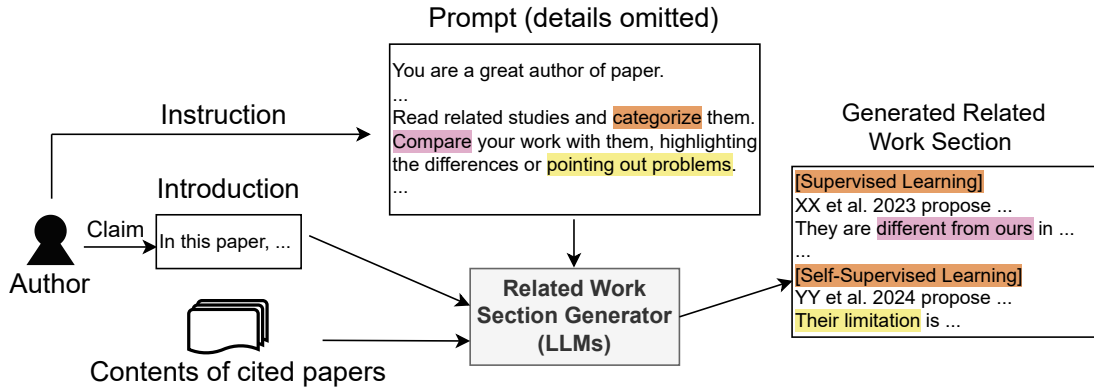 Prompt (details omitted)
You are a great author of paper.
...
Read related studies and categorize them.
Compare your work with them, highlighting
the differences or pointing out problems.
...
Instruction
Introduction
Claim
In this paper, ...
Author
Contents of cited papers
Related Work
Section Generator
(LLMs)
Generated Related
Work Section
[Supervised Learning]
XX et al. 2023 propose ...
They are different from ours in ...
...
[Self-Supervised Learning]
YY et al. 2024 propose ...
Their limitation is ...